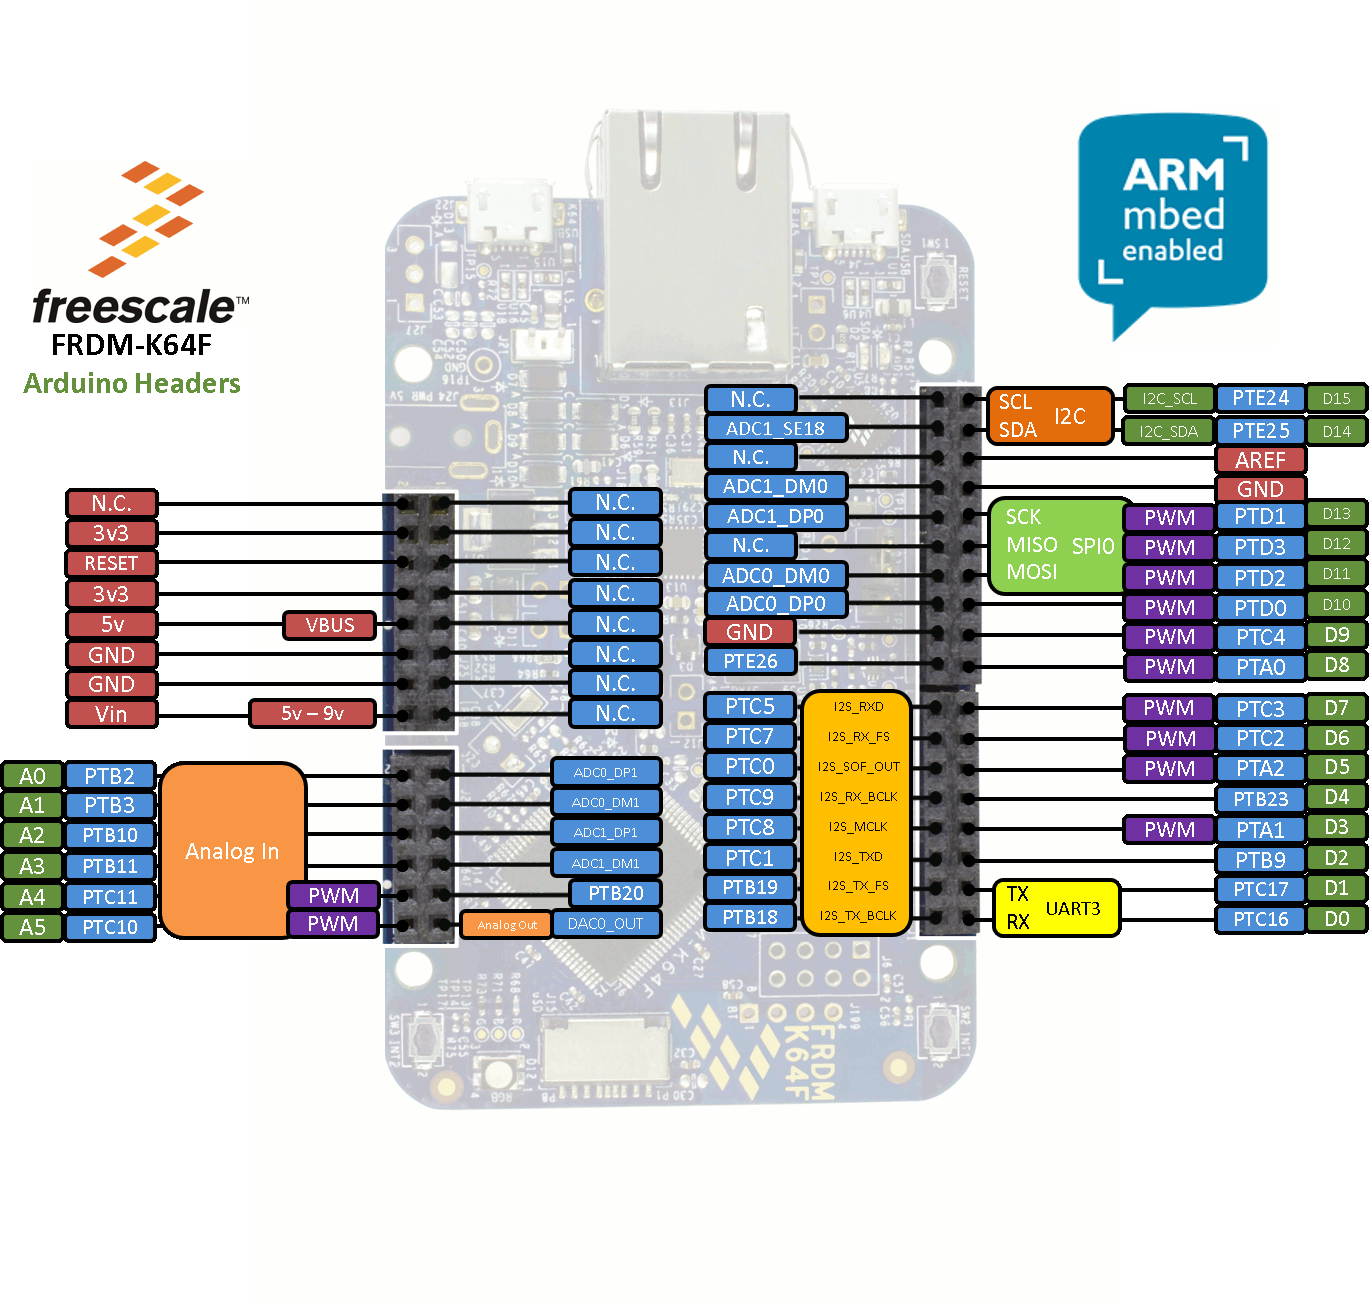 freescale™
FRDM-K64F
Arduino Headers
ARM
mbed
enabled
N.C.
3v3
RESET
3v3
5v VBUS
GND
GND
Vin 5v – 9v
N.C.
N.C.
N.C.
N.C.
N.C.
N.C.
N.C.
N.C.
A0 PTB2
A1 PTB3
A2 PTB10
A3 PTB11
A4 PTC11 PWM
A5 PTC10 PWM
Analog In
ADC0_DP1
ADC0_DM1
ADC1_DP1
ADC1_DM1
PTB20
Analog Out DAC0_OUT
N.C.
ADC1_SE18
N.C.
ADC1_DM0
ADC1_DP0
N.C.
ADC0_DM0
ADC0_DP0
GND
PTE26
PTC5 I2S_RXD
PTC7 I2S_RX_FS
PTC0 I2S_SOF_OUT
PTC9 I2S_RX_BCLK
PTC8 I2S_MCLK
PTC1 I2S_TXD
PTB19 I2S_TX_FS
PTB18 I2S_TX_BCLK
SCL
SDA
I2C
I2C_SCL PTE24 D15
I2C_SDA PTE25 D14
AREF
GND
SCK
MISO
MOSI
SPI0
PWM PTD1 D13
PWM PTD3 D12
PWM PTD2 D11
PWM PTD0 D10
PWM PTC4 D9
PWM PTA0 D8
PWM PTC3 D7
PWM PTC2 D6
PWM PTA2 D5
PTB23 D4
PWM PTA1 D3
PTB9 D2
TX
RX
UART3
PTC17 D1
PTC16 D0
RESET
FRDM
K64F
RGB